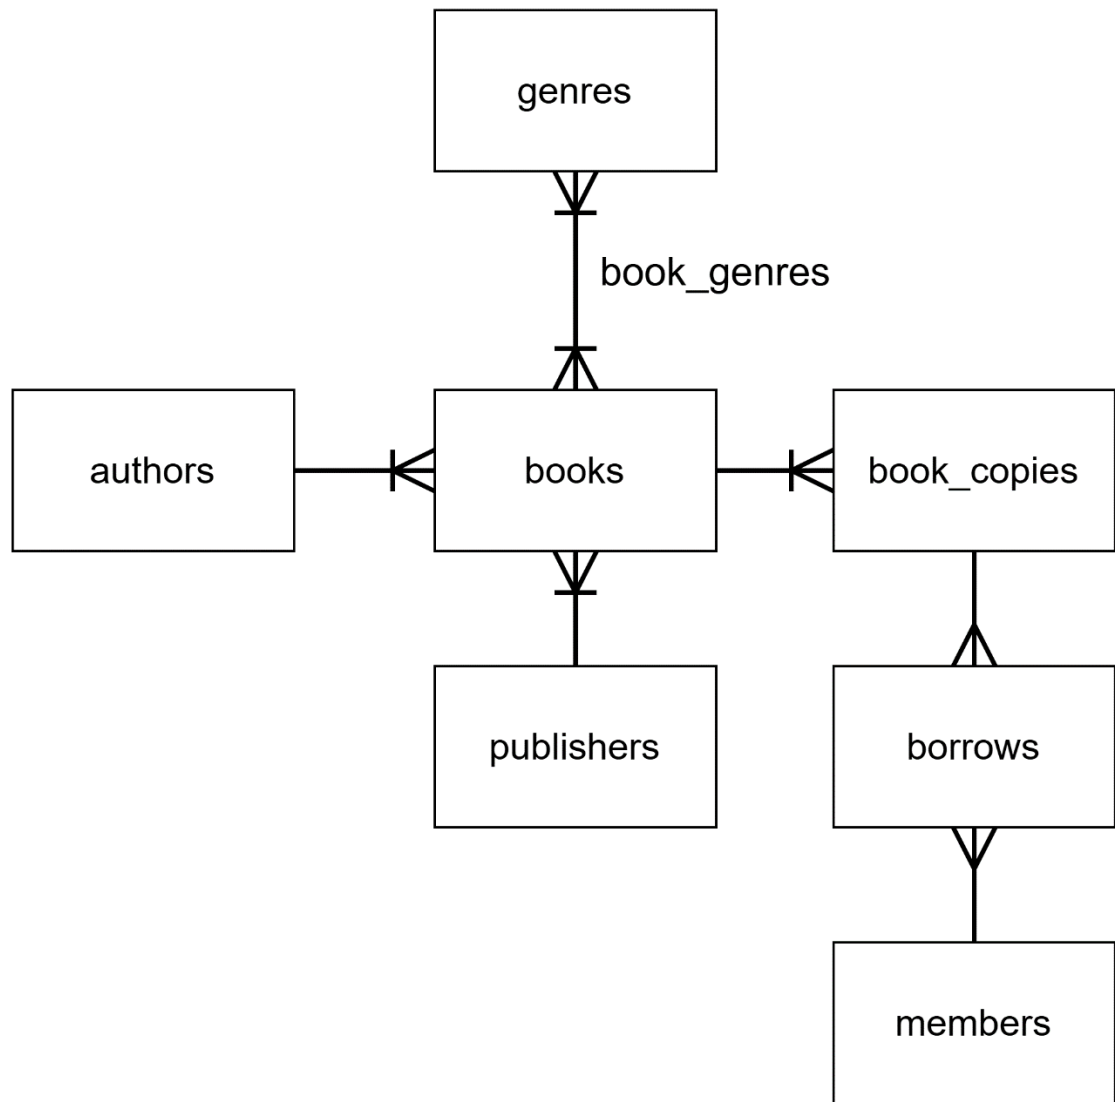 genres
book_genres
authors
books
book_copies
publishers
borrows
members